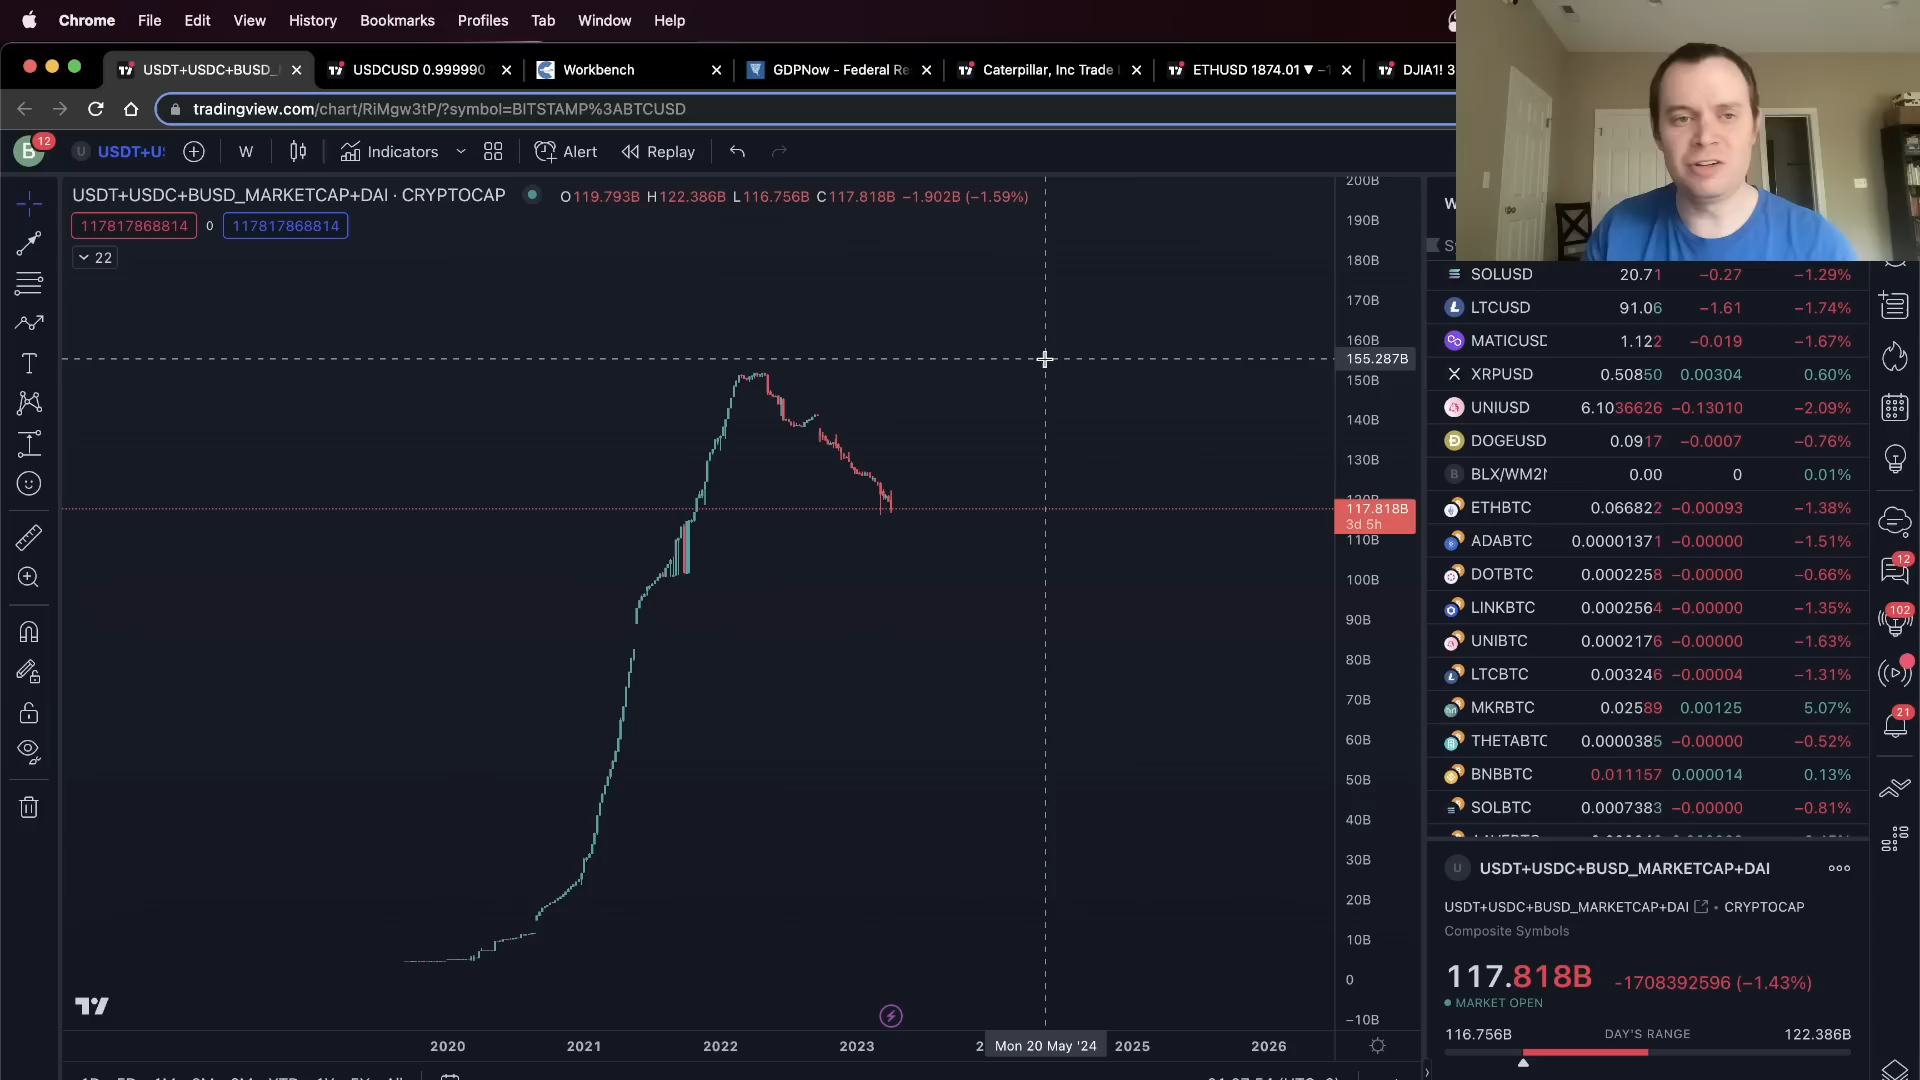 Chrome File Edit View History Bookmarks Profiles Tab Window Help
USDT+USDC+BUSD_ USDCUSD 0.999990 Workbench GDPNow - Federal Re Caterpillar, Inc Trade ETHUSD 1874.01 ▼ −1 DJIA1! 3
tradingview.com/chart/RiMgw3tP/?symbol=BITSTAMP%3ABTCUSD
B 12 U USDT+U W Indicators Alert Replay
USDT+USDC+BUSD_MARKETCAP+DAI · CRYPTOCAP O119.793B H122.386B L116.756B C117.818B −1.902B (−1.59%)
117817868814 0 117817868814
22
200B
190B
180B
170B
160B
155.287B
150B
140B
130B
120B
117.818B
3d 5h
110B
100B
90B
80B
70B
60B
50B
40B
30B
20B
10B
0
−10B
2020 2021 2022 2023 2 Mon 20 May '24 2025 2026
W
SOLUSD 20.71 −0.27 −1.29%
LTCUSD 91.06 −1.61 −1.74%
MATICUSD 1.122 −0.019 −1.67%
XRPUSD 0.50850 0.00304 0.60%
UNIUSD 6.1036626 −0.13010 −2.09%
DOGEUSD 0.0917 −0.0007 −0.76%
BLX/WM2 0.00 0 0.01%
ETHBTC 0.066822 −0.00093 −1.38%
ADABTC 0.00001371 −0.00000 −1.51%
DOTBTC 0.0002258 −0.00000 −0.66%
LINKBTC 0.0002564 −0.00000 −1.35%
UNIBTC 0.0002176 −0.00000 −1.63%
LTCBTC 0.003246 −0.00004 −1.31%
MKRBTC 0.02589 0.00125 5.07%
THETABTC 0.0000385 −0.00000 −0.52%
BNBBTC 0.011157 0.000014 0.13%
SOLBTC 0.0007383 −0.00000 −0.81%
12
102
21
U USDT+USDC+BUSD_MARKETCAP+DAI
USDT+USDC+BUSD_MARKETCAP+DAI • CRYPTOCAP
Composite Symbols
117.818B -1708392596 (−1.43%)
MARKET OPEN
116.756B DAY'S RANGE 122.386B